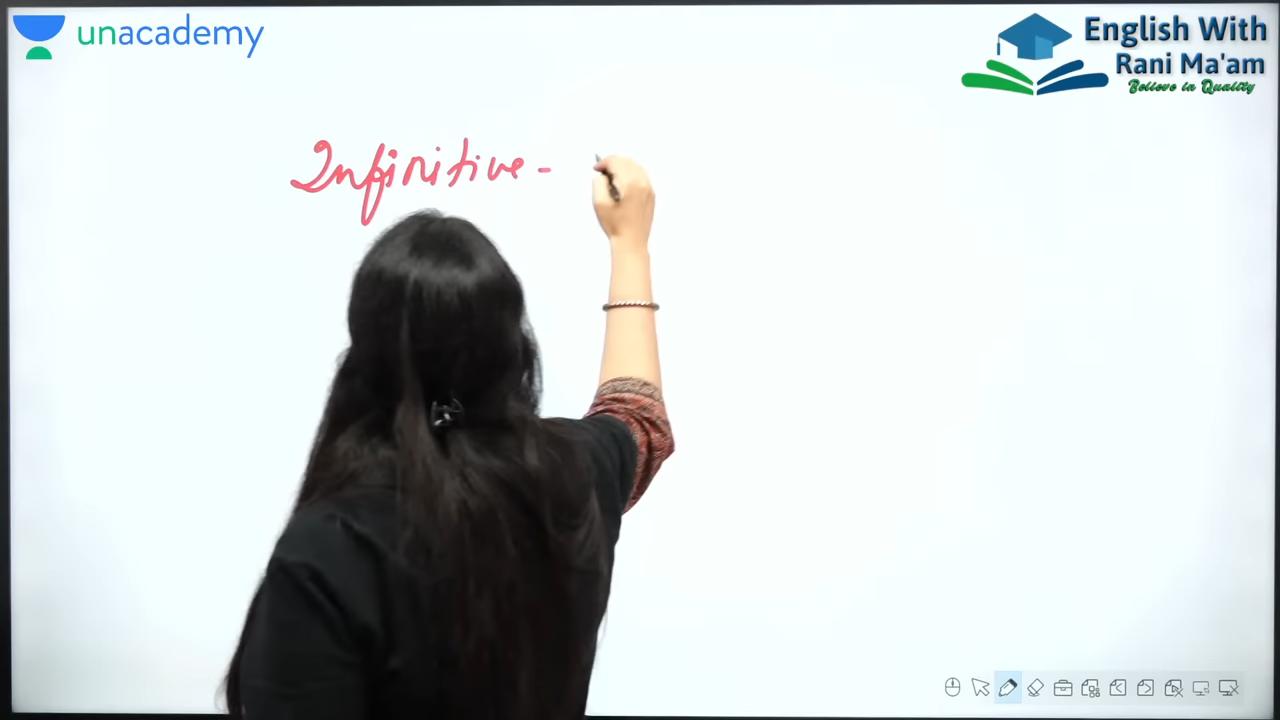 unacademy
English With
Rani Ma'am
Believe in Quality
Infinitive -